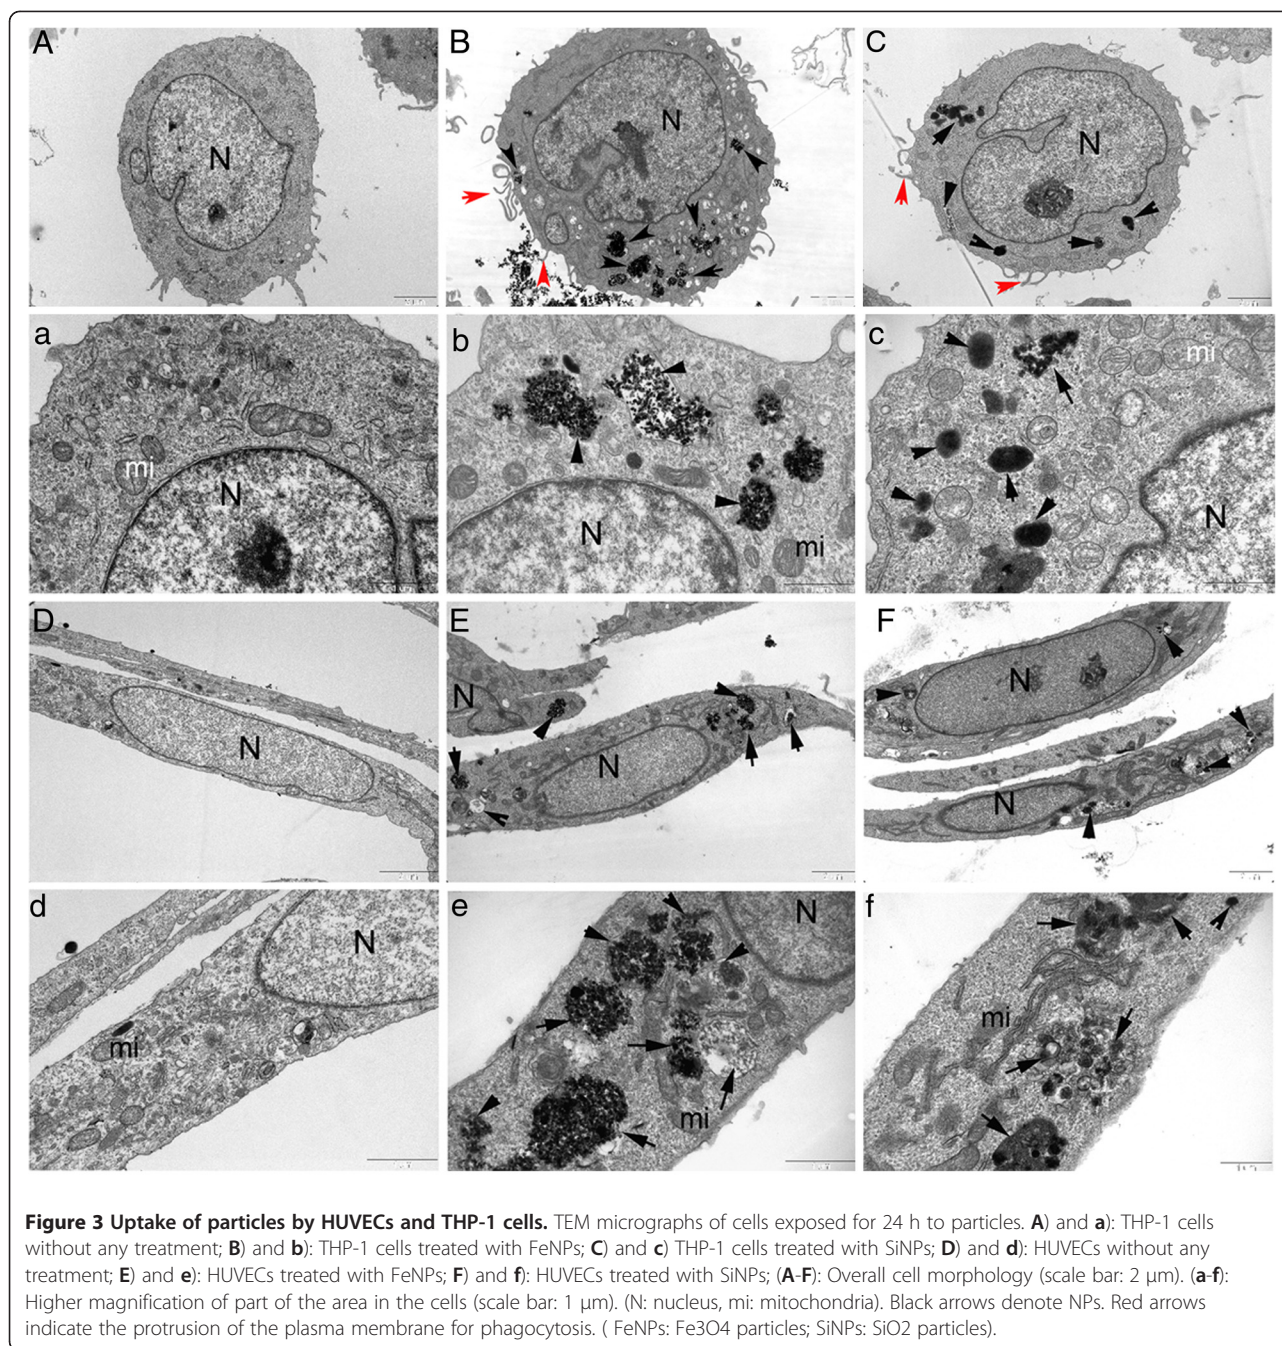 A
B
C
N
N
N
a
b
c
mi
N
N
mi
mi
N
D
E
F
N
N
N
N
N
d
e
f
N
mi
N
mi
mi
Figure 3 Uptake of particles by HUVECs and THP-1 cells. TEM micrographs of cells exposed for 24 h to particles. A) and a): THP-1 cells
without any treatment; B) and b): THP-1 cells treated with FeNPs; C) and c) THP-1 cells treated with SiNPs; D) and d): HUVECs without any
treatment; E) and e): HUVECs treated with FeNPs; F) and f): HUVECs treated with SiNPs; (A-F): Overall cell morphology (scale bar: 2 μm). (a-f):
Higher magnification of part of the area in the cells (scale bar: 1 μm). (N: nucleus, mi: mitochondria). Black arrows denote NPs. Red arrows
indicate the protrusion of the plasma membrane for phagocytosis. ( FeNPs: Fe3O4 particles; SiNPs: SiO2 particles).